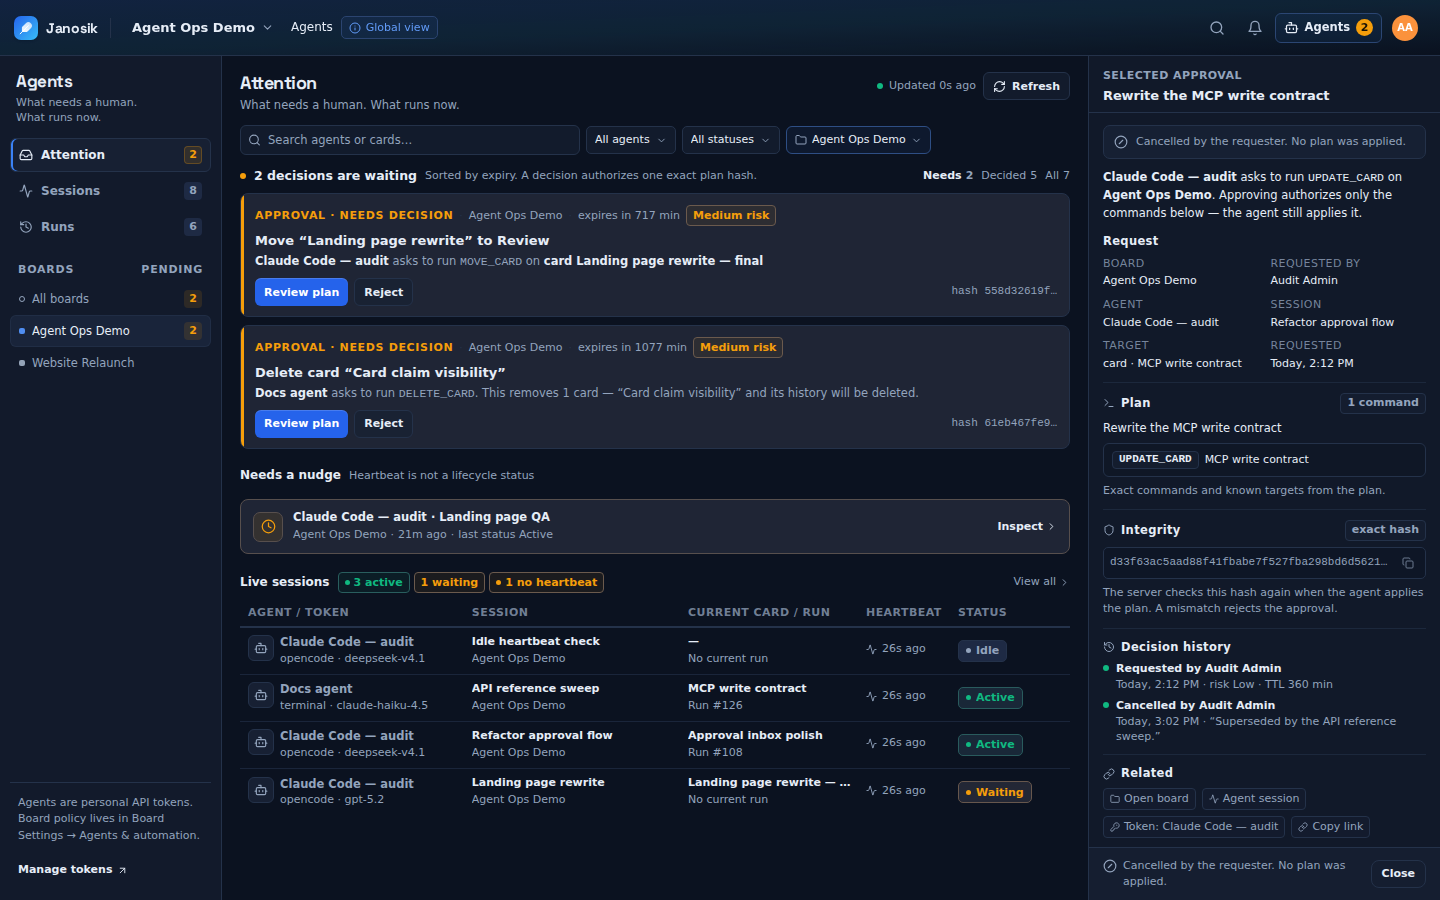 Janosik
Agent Ops Demo
Agents
Global view
Agents 2
AA
Agents
What needs a human.
What runs now.
Attention 2
Sessions 8
Runs 6
BOARDS PENDING
All boards 2
Agent Ops Demo 2
Website Relaunch
Agents are personal API tokens.
Board policy lives in Board
Settings → Agents & automation.
Manage tokens
Attention
What needs a human. What runs now.
Updated 0s ago
Refresh
Search agents or cards…
All agents
All statuses
Agent Ops Demo
2 decisions are waiting Sorted by expiry. A decision authorizes one exact plan hash.
Needs 2 Decided 5 All 7
APPROVAL · NEEDS DECISION Agent Ops Demo expires in 717 min Medium risk
Move “Landing page rewrite” to Review
Claude Code — audit asks to run MOVE_CARD on card Landing page rewrite — final
Review plan Reject hash 558d32619f…
APPROVAL · NEEDS DECISION Agent Ops Demo expires in 1077 min Medium risk
Delete card “Card claim visibility”
Docs agent asks to run DELETE_CARD. This removes 1 card — “Card claim visibility” and its history will be deleted.
Review plan Reject hash 61eb467fe9…
Needs a nudge Heartbeat is not a lifecycle status
Claude Code — audit · Landing page QA
Agent Ops Demo · 21m ago · last status Active
Inspect
Live sessions 3 active 1 waiting 1 no heartbeat View all
AGENT / TOKEN SESSION CURRENT CARD / RUN HEARTBEAT STATUS
Claude Code — audit Idle heartbeat check — 26s ago Idle
opencode · deepseek-v4.1 Agent Ops Demo No current run
Docs agent API reference sweep MCP write contract 26s ago Active
terminal · claude-haiku-4.5 Agent Ops Demo Run #126
Claude Code — audit Refactor approval flow Approval inbox polish 26s ago Active
opencode · deepseek-v4.1 Agent Ops Demo Run #108
Claude Code — audit Landing page rewrite Landing page rewrite — … 26s ago Waiting
opencode · gpt-5.2 Agent Ops Demo No current run
SELECTED APPROVAL
Rewrite the MCP write contract
Cancelled by the requester. No plan was applied.
Claude Code — audit asks to run UPDATE_CARD on
Agent Ops Demo. Approving authorizes only the
commands below — the agent still applies it.
Request
BOARD REQUESTED BY
Agent Ops Demo Audit Admin
AGENT SESSION
Claude Code — audit Refactor approval flow
TARGET REQUESTED
card · MCP write contract Today, 2:12 PM
Plan 1 command
Rewrite the MCP write contract
UPDATE_CARD MCP write contract
Exact commands and known targets from the plan.
Integrity exact hash
d33f63ac5aad88f41fbabe7f527fba298bd6d5621…
The server checks this hash again when the agent applies
the plan. A mismatch rejects the approval.
Decision history
Requested by Audit Admin
Today, 2:12 PM · risk Low · TTL 360 min
Cancelled by Audit Admin
Today, 3:02 PM · “Superseded by the API reference
sweep.”
Related
Open board Agent session
Token: Claude Code — audit Copy link
Cancelled by the requester. No plan was
applied.
Close